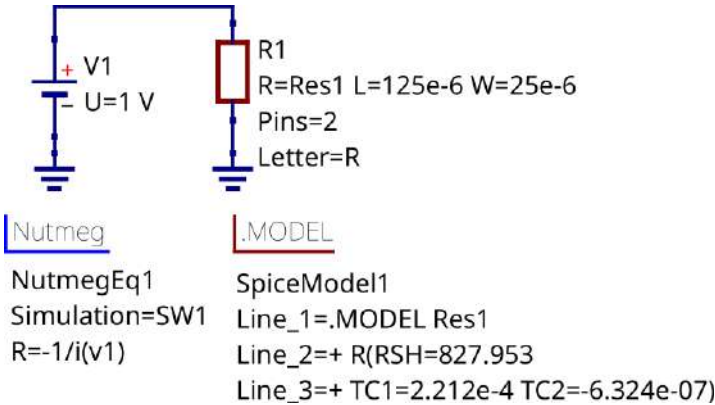 + V1
− U=1 V
R1
R=Res1 L=125e-6 W=25e-6
Pins=2
Letter=R
Nutmeg
NutmegEq1
Simulation=SW1
R=-1/i(v1)
.MODEL
SpiceModel1
Line_1=.MODEL Res1
Line_2=+ R(RSH=827.953
Line_3=+ TC1=2.212e-4 TC2=-6.324e-07)